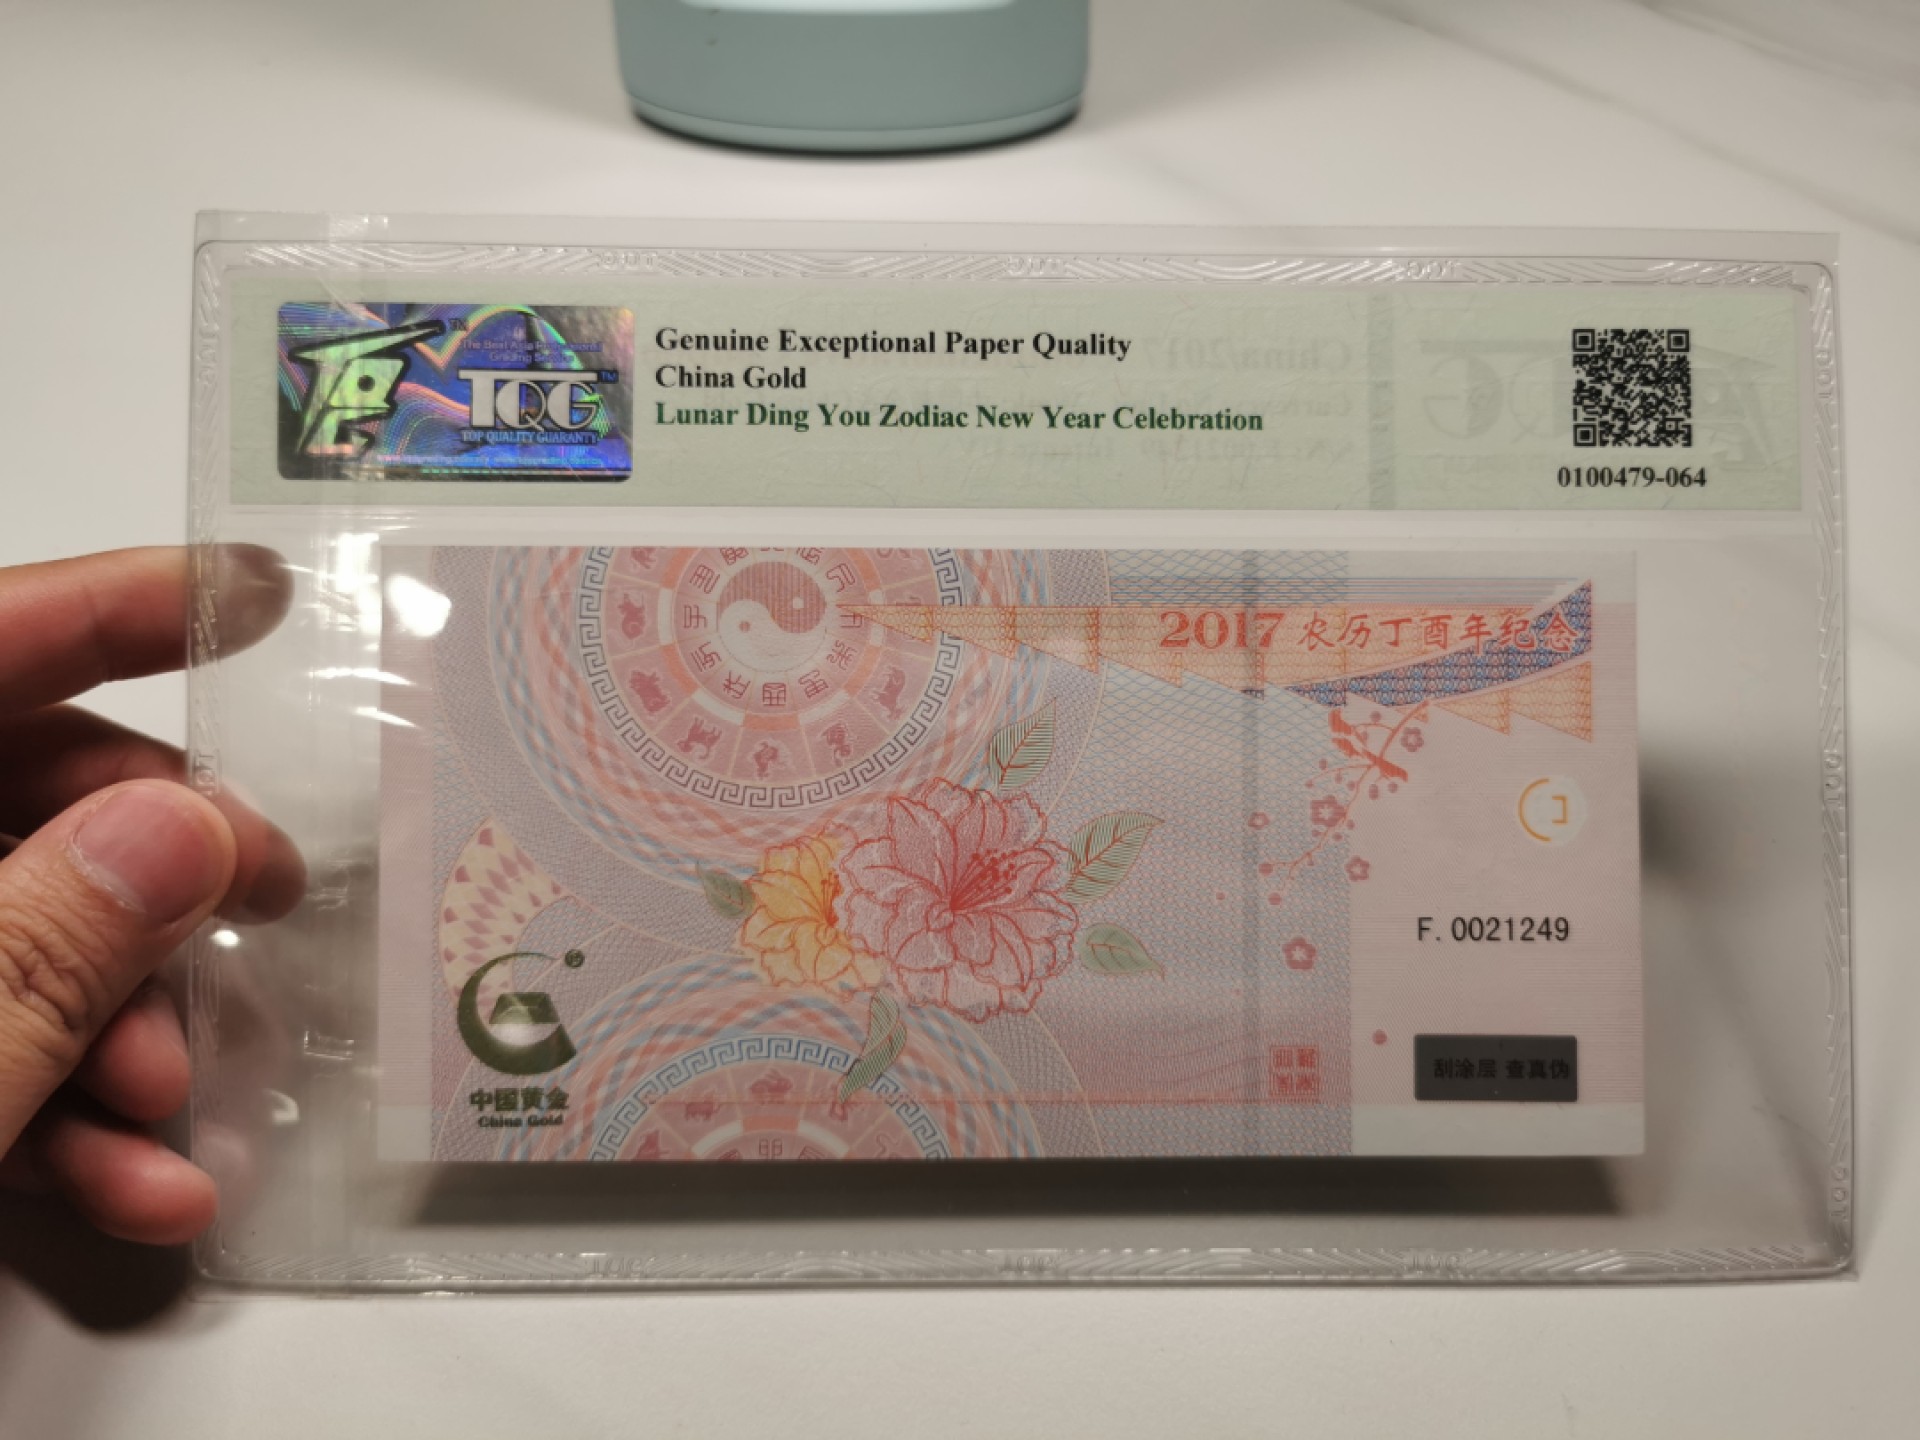 TQG
TOP QUALITY GUARANTY
Genuine Exceptional Paper Quality
China Gold
Lunar Ding You Zodiac New Year Celebration
0100479-064
2017 农历丁酉年纪念
F. 0021249
刮涂层 查真伪
中国黄金
China Gold